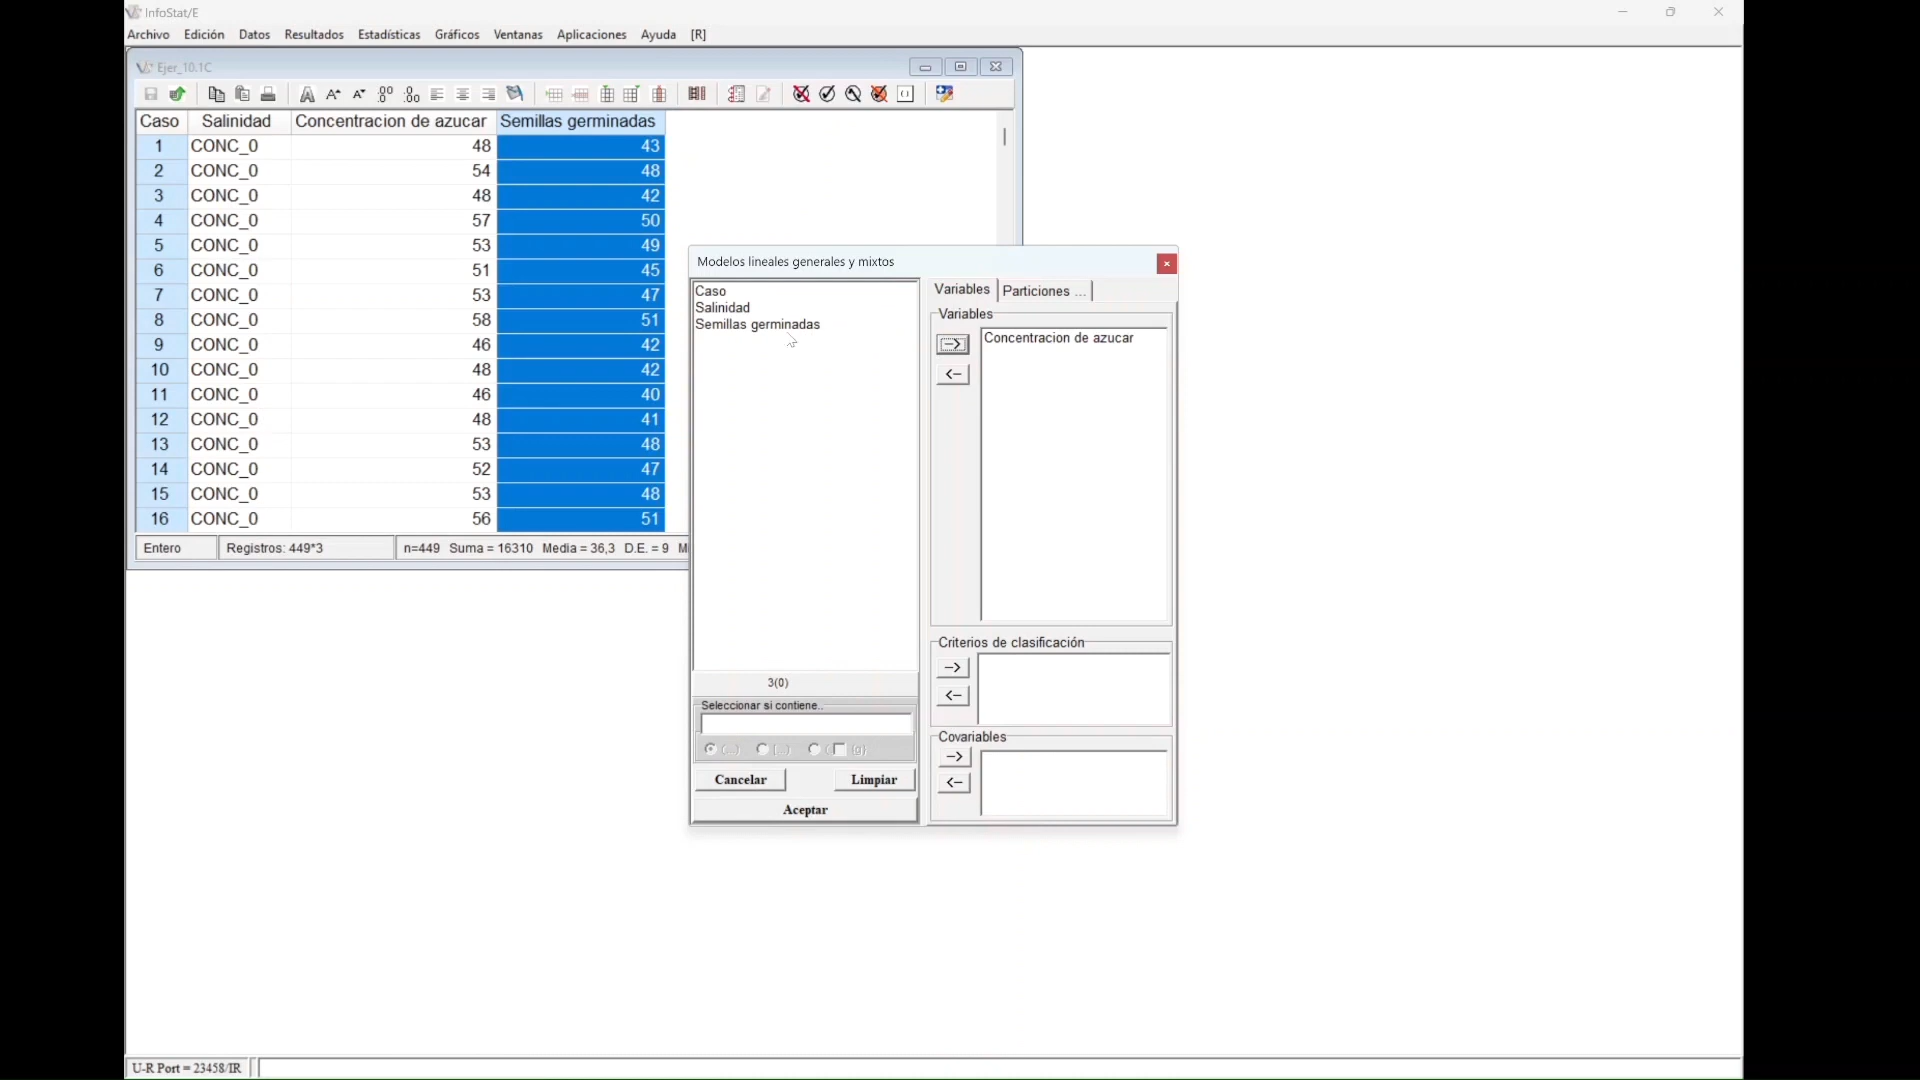 InfoStat/E
Archivo Edición Datos Resultados Estadísticas Gráficos Ventanas Aplicaciones Ayuda [R]
Ejer_10.1C
Caso Salinidad Concentracion de azucar Semillas germinadas
1 CONC_0 48 43
2 CONC_0 54 48
3 CONC_0 48 42
4 CONC_0 57 50
5 CONC_0 53 49
6 CONC_0 51 45
7 CONC_0 53 47
8 CONC_0 58 51
9 CONC_0 46 42
10 CONC_0 48 42
11 CONC_0 46 40
12 CONC_0 48 41
13 CONC_0 53 48
14 CONC_0 52 47
15 CONC_0 53 48
16 CONC_0 56 51
Entero Registros: 449*3 n=449 Suma = 16310 Media = 36,3 D.E. = 9
Modelos lineales generales y mixtos
Caso
Salinidad
Semillas germinadas
3(0)
Seleccionar si contiene..
(...) [...) ( (g)
Cancelar Limpiar
Aceptar
Variables Particiones ...
Variables
-> Concentracion de azucar
<-
Criterios de clasificación
->
<-
Covariables
->
<-
U-R Port = 23458/IR